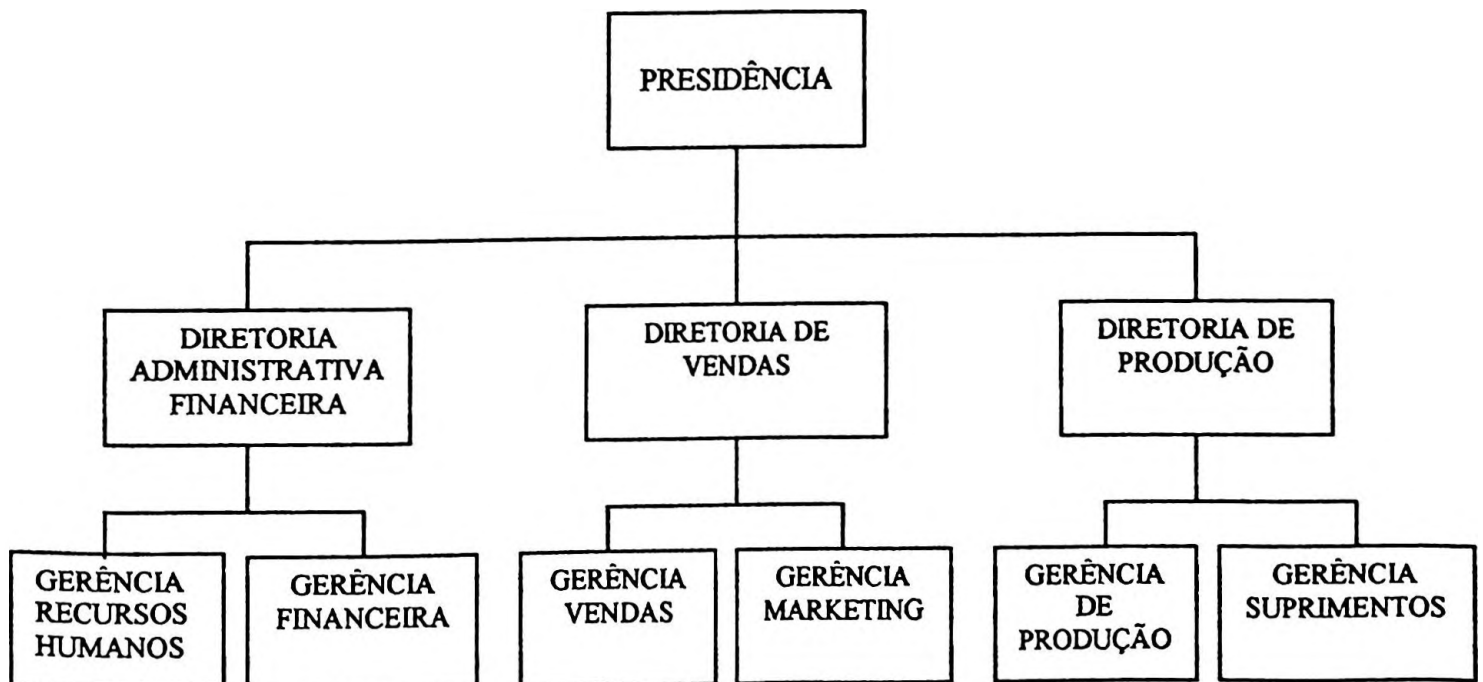 PRESIDÊNCIA
DIRETORIA
ADMINISTRATIVA
FINANCEIRA
DIRETORIA DE
VENDAS
DIRETORIA DE
PRODUÇÃO
GERÊNCIA
RECURSOS
HUMANOS
GERÊNCIA
FINANCEIRA
GERÊNCIA
VENDAS
GERÊNCIA
MARKETING
GERÊNCIA
DE
PRODUÇÃO
GERÊNCIA
SUPRIMENTOS